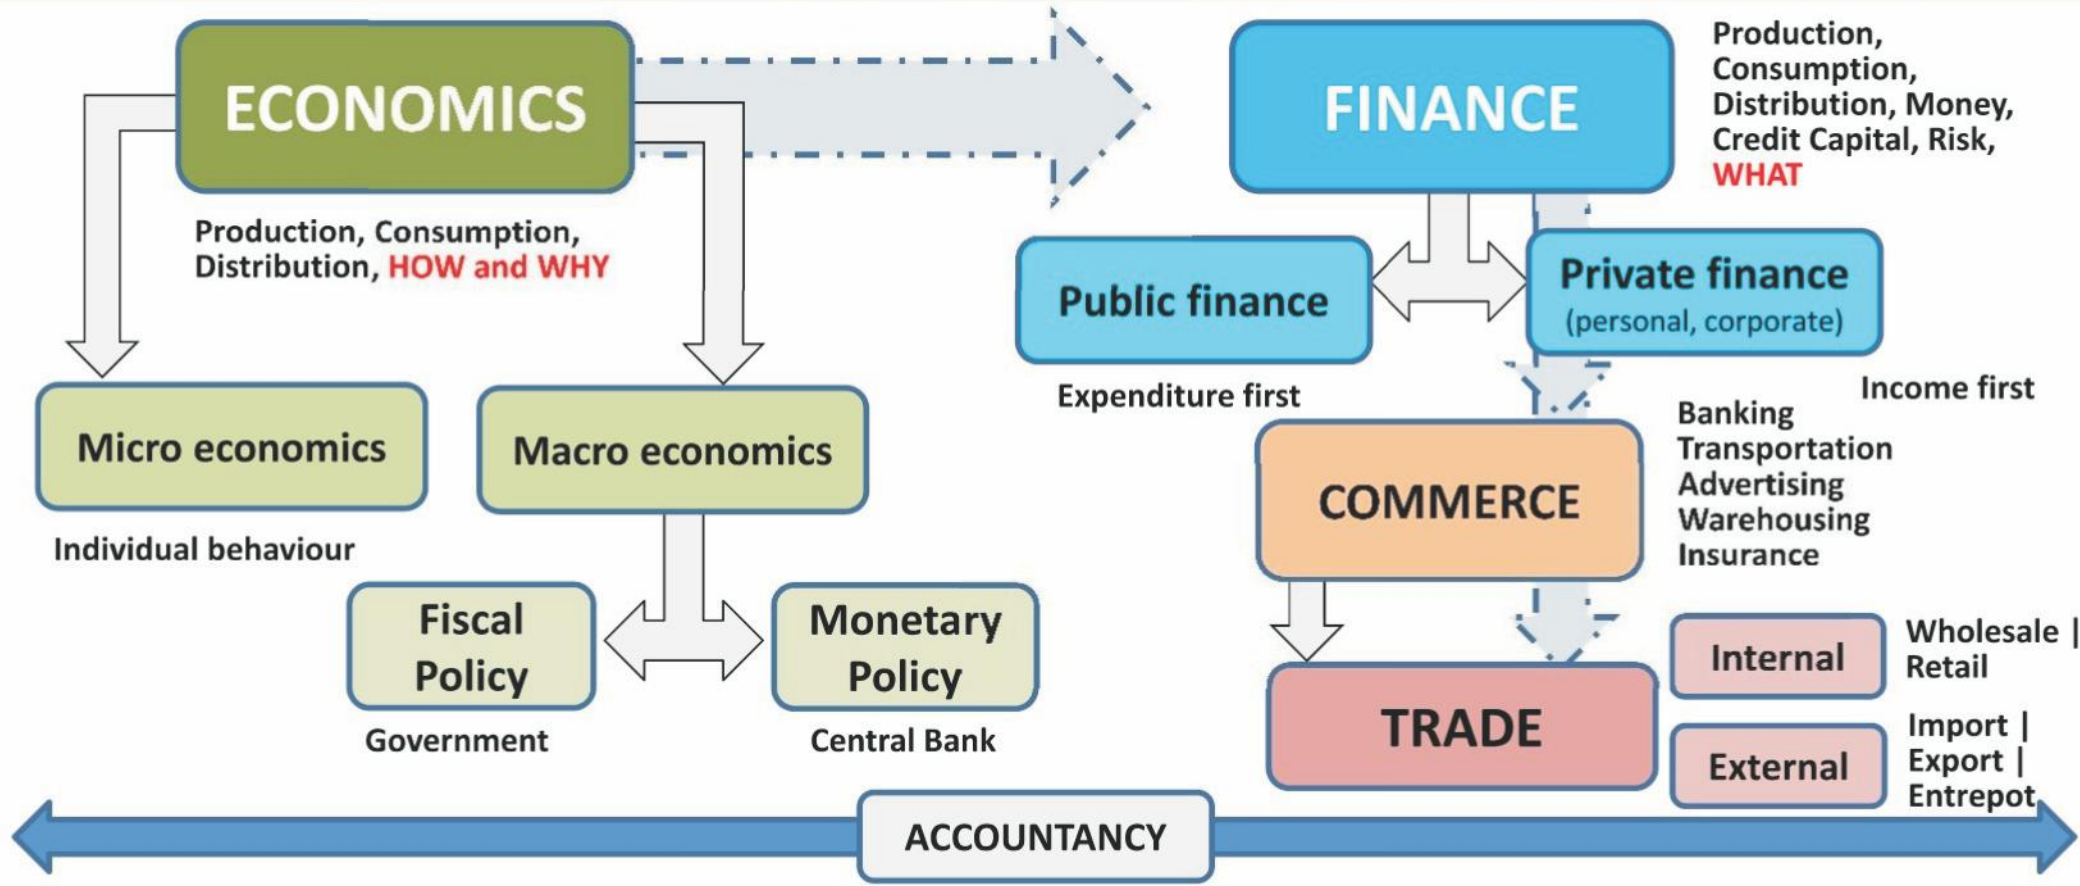 ECONOMICS
Production, Consumption,
Distribution, HOW and WHY
Micro economics
Individual behaviour
Macro economics
Fiscal
Policy
Government
Monetary
Policy
Central Bank
FINANCE
Production,
Consumption,
Distribution, Money,
Credit Capital, Risk,
WHAT
Public finance
Expenditure first
Private finance
(personal, corporate)
Income first
COMMERCE
Banking
Transportation
Advertising
Warehousing
Insurance
TRADE
Internal
Wholesale |
Retail
External
Import |
Export |
Entrepot
ACCOUNTANCY